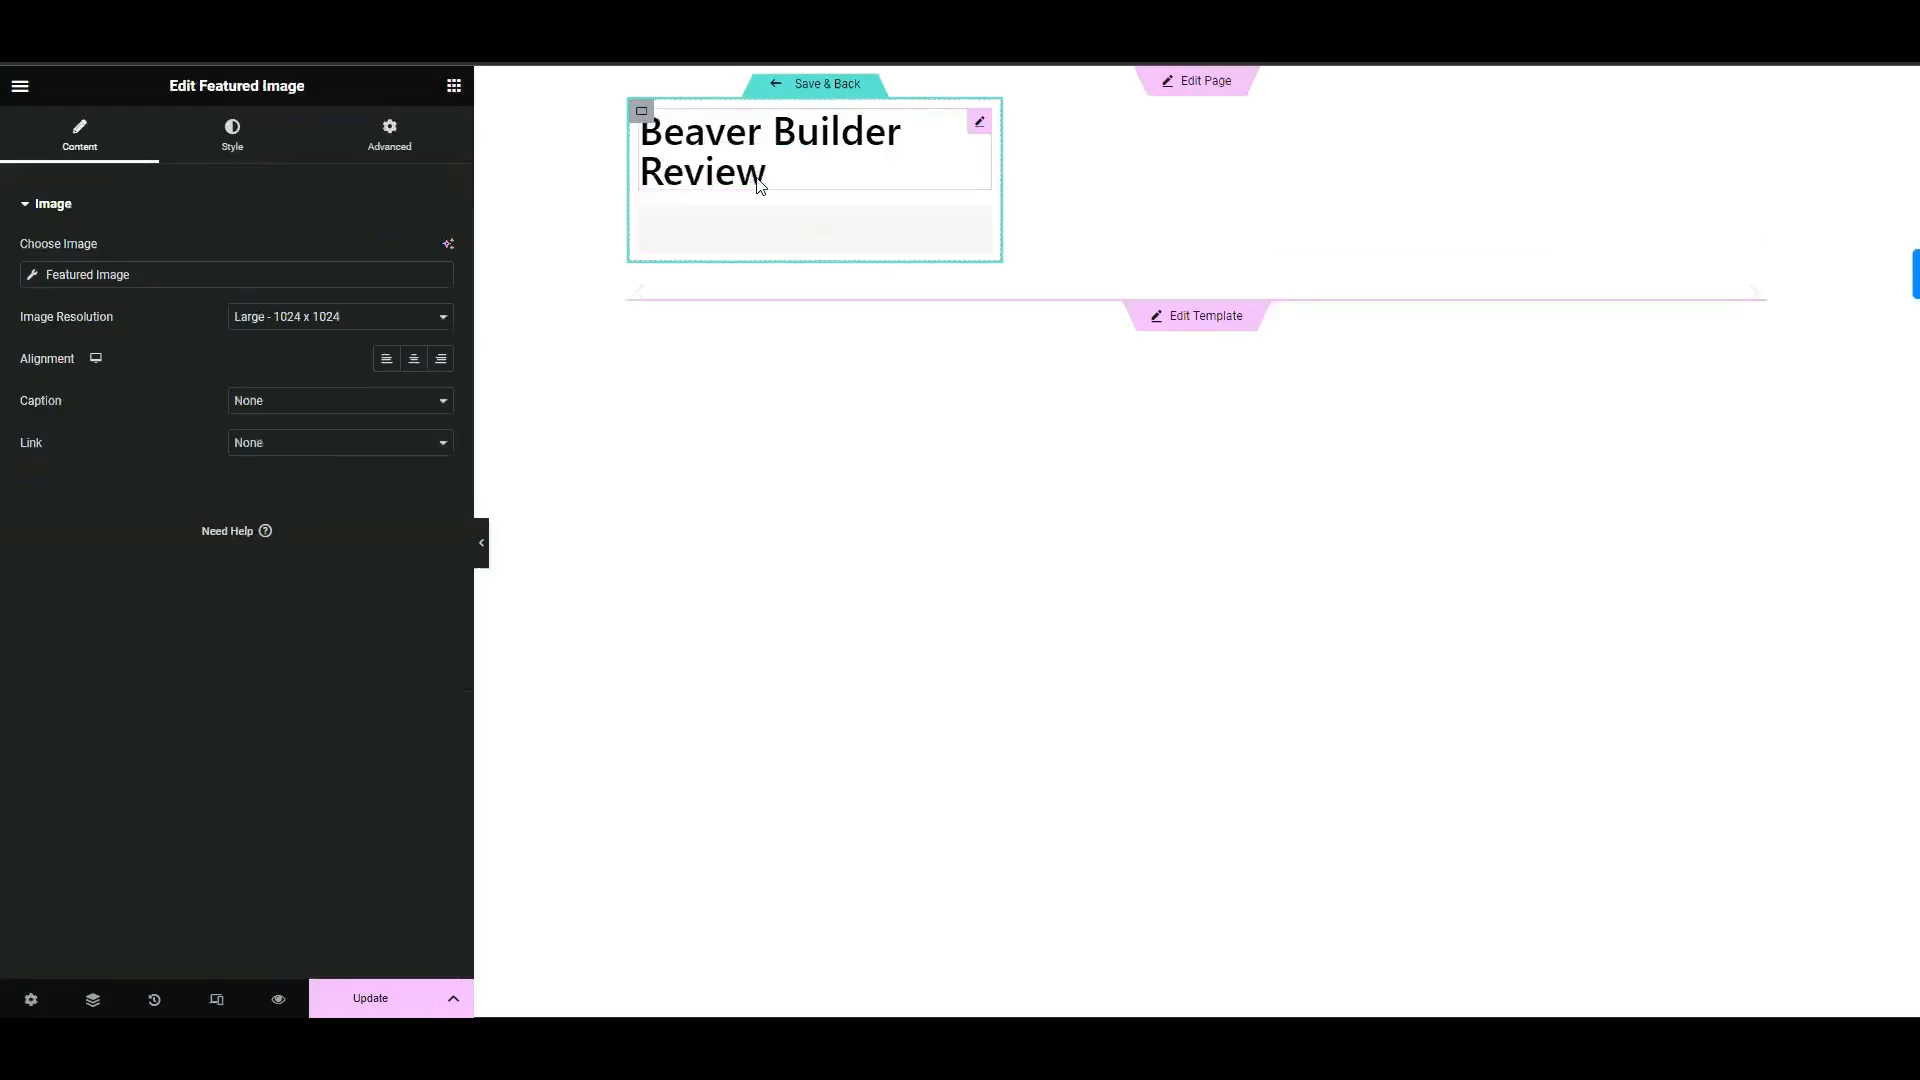 Edit Featured Image
Content
Style
Advanced
Image
Choose Image
Featured Image
Image Resolution
Large - 1024 x 1024
Alignment
Caption
None
Link
None
Need Help
Update
Save & Back
Edit Page
Beaver Builder
Review
Edit Template